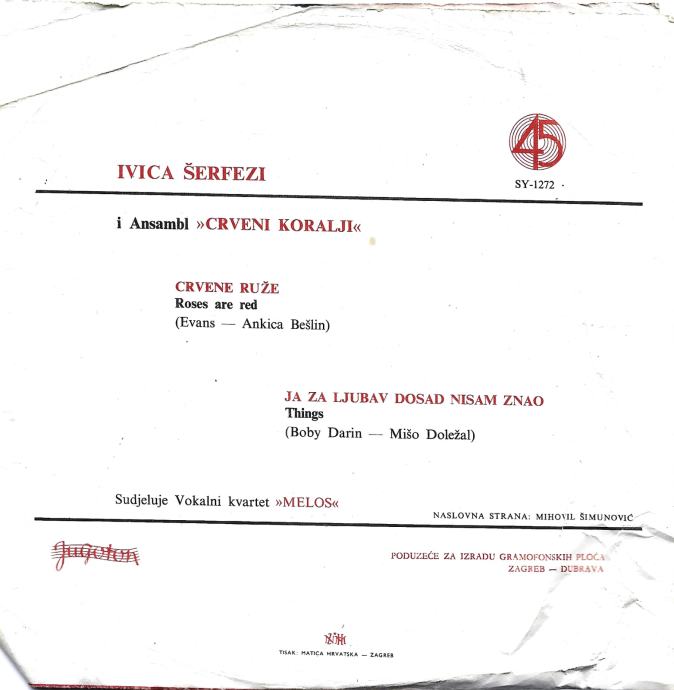 45
IVICA ŠERFEZI
SY-1272
i Ansambl »CRVENI KORALJI«
CRVENE RUŽE
Roses are red
(Evans — Ankica Bešlin)
JA ZA LJUBAV DOSAD NISAM ZNAO
Things
(Boby Darin — Mišo Doležal)
Sudjeluje Vokalni kvartet »MELOS«
NASLOVNA STRANA: MIHOVIL ŠIMUNOVIĆ
Jugoton
PODUZEĆE ZA IZRADU GRAMOFONSKIH PLOČA
ZAGREB — DUBRAVA
TISAK: MATICA HRVATSKA — ZAGREB